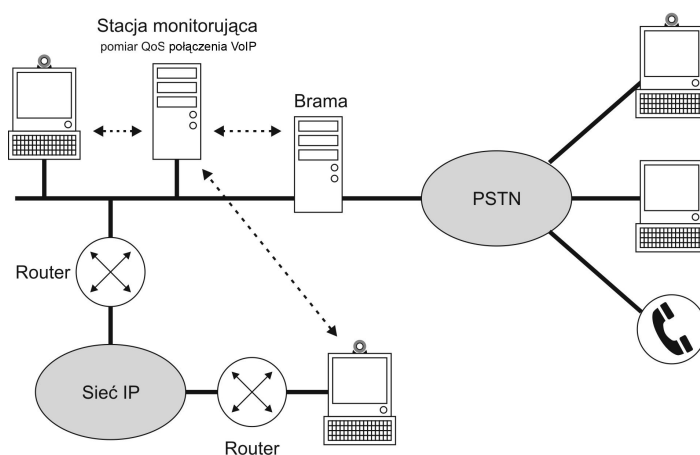 Stacja monitorująca
pomiar QoS połączenia VoIP
Brama
PSTN
Router
Sieć IP
Router